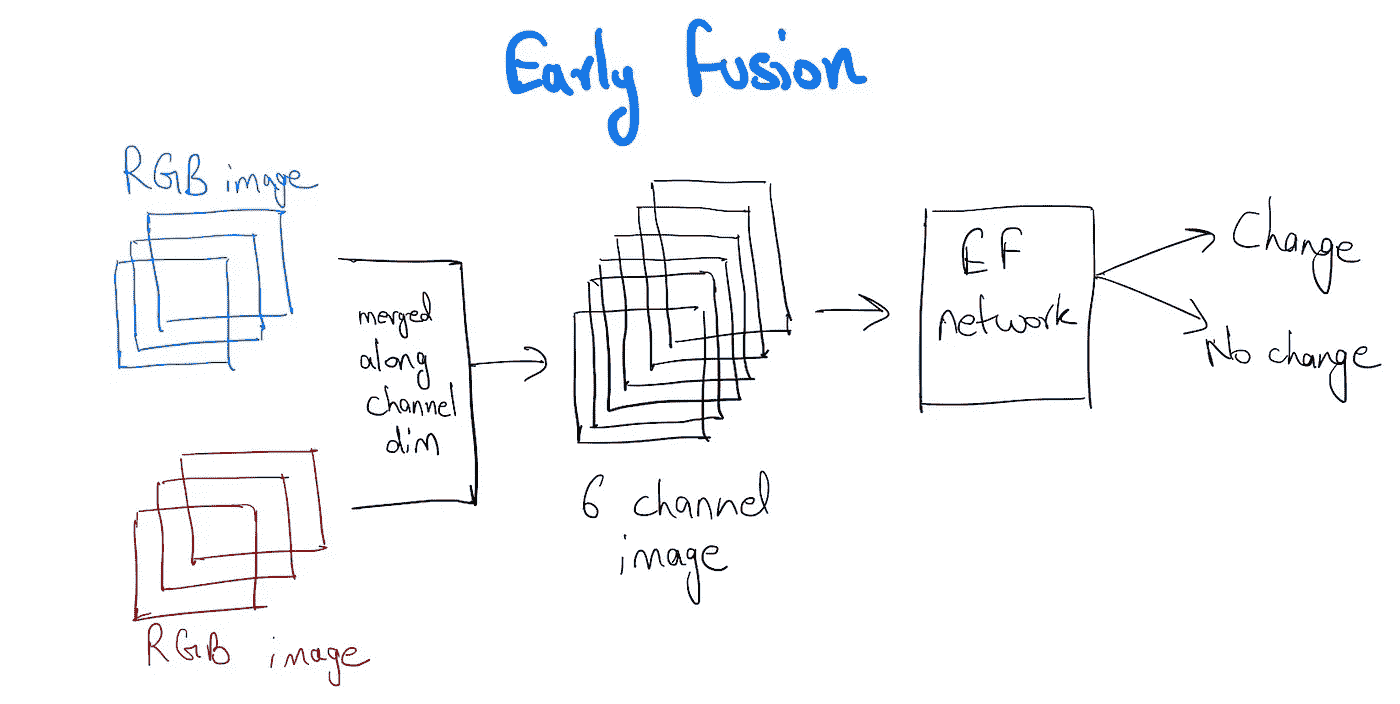 Early Fusion
RGB image
merged
along
channel
dim
RGB image
6 channel
image
EF
network
Change
No change